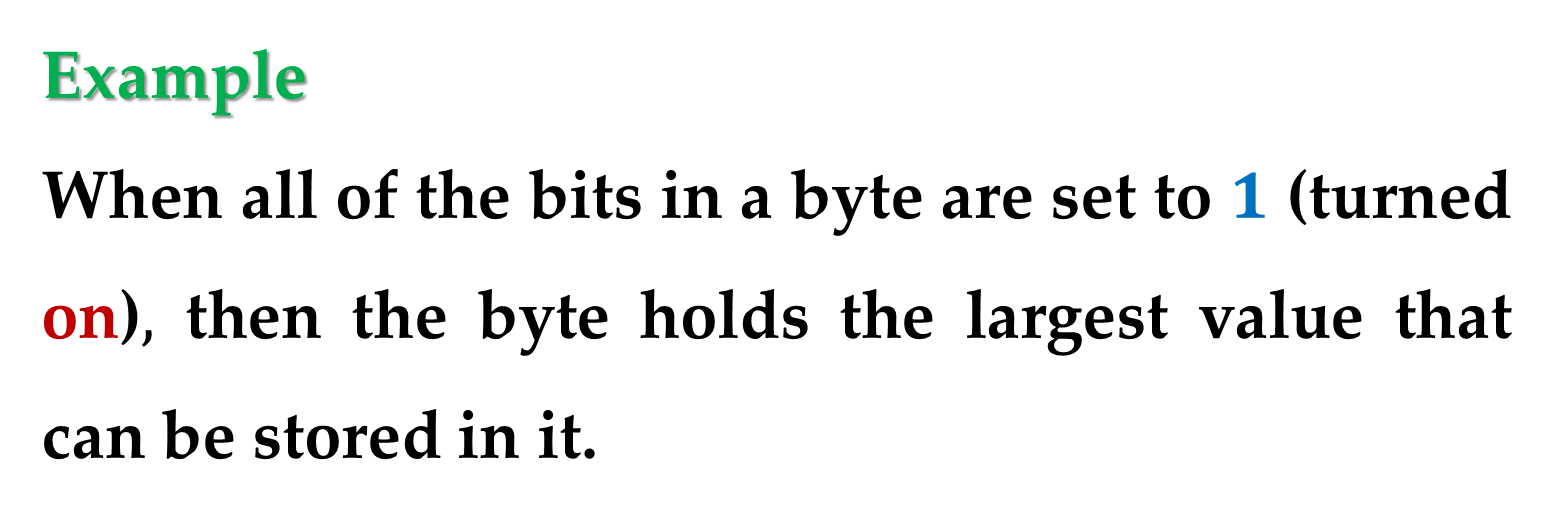 Example
When all of the bits in a byte are set to 1 (turned
on), then the byte holds the largest value that
can be stored in it.